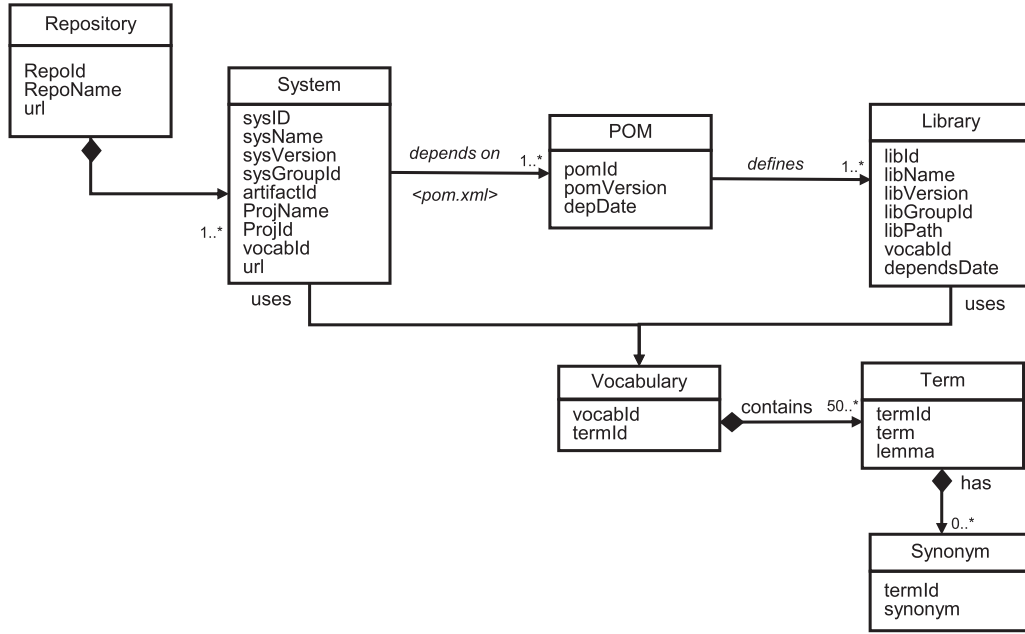 Repository
RepoId
RepoName
url
System
sysID
sysName
sysVersion
sysGroupId
artifactId
ProjName
ProjId
vocabId
url
1..*
uses
depends on
<pom.xml>
1..*
POM
pomId
pomVersion
depDate
defines
1..*
Library
libId
libName
libVersion
libGroupId
libPath
vocabId
dependsDate
uses
Vocabulary
vocabId
termId
contains
50..*
Term
termId
term
lemma
has
0..*
Synonym
termId
synonym